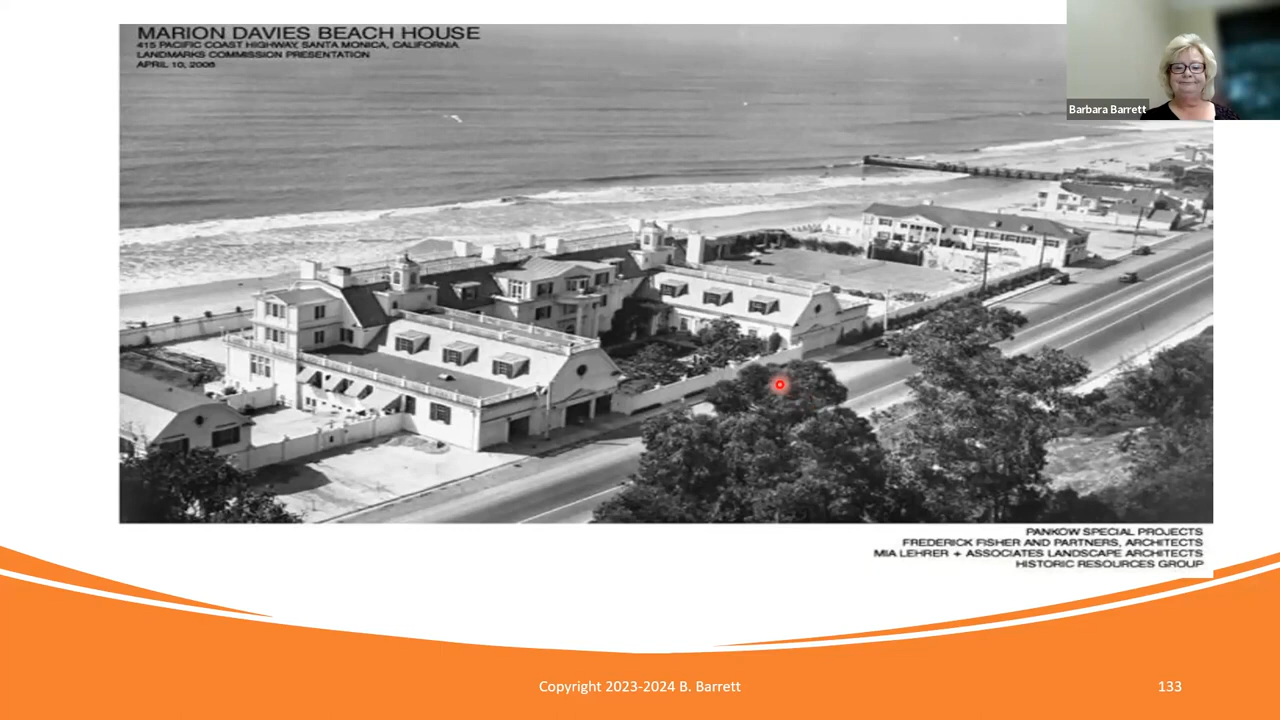 MARION DAVIES BEACH HOUSE
415 PACIFIC COAST HIGHWAY, SANTA MONICA, CALIFORNIA
LANDMARKS COMMISSION PRESENTATION
APRIL 10, 2006
Barbara Barrett
PANKOW SPECIAL PROJECTS
FREDERICK FISHER AND PARTNERS, ARCHITECTS
MIA LEHRER + ASSOCIATES LANDSCAPE ARCHITECTS
HISTORIC RESOURCES GROUP
Copyright 2023-2024 B. Barrett
133